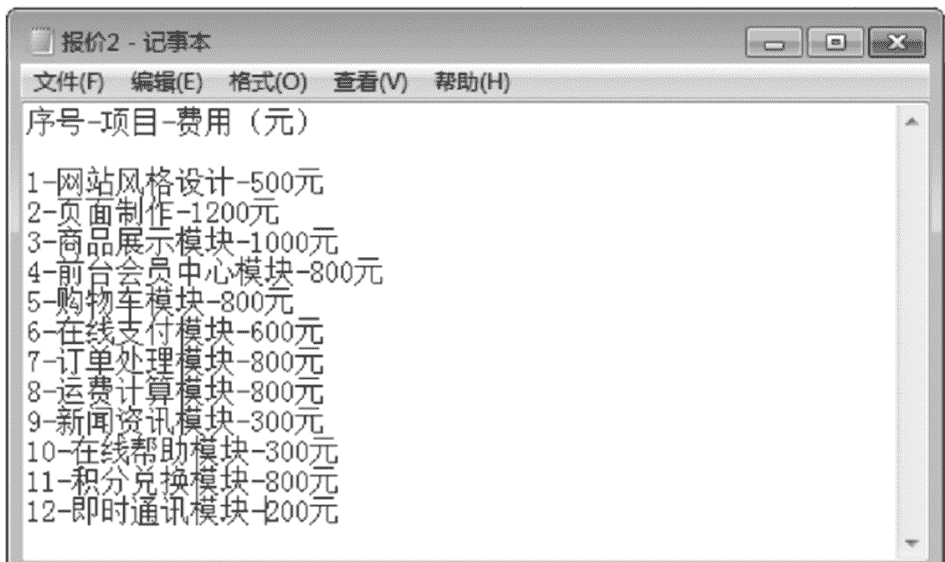 报价2 - 记事本
文件(F) 编辑(E) 格式(O) 查看(V) 帮助(H)
序号-项目-费用（元）
1-网站风格设计-500元
2-页面制作-1200元
3-商品展示模块-1000元
4-前台会员中心模块-800元
5-购物车模块-800元
6-在线支付模块-600元
7-订单处理模块-800元
8-运费计算模块-800元
9-新闻资讯模块-300元
10-在线帮助模块-300元
11-积分兑换模块-800元
12-即时通讯模块-200元